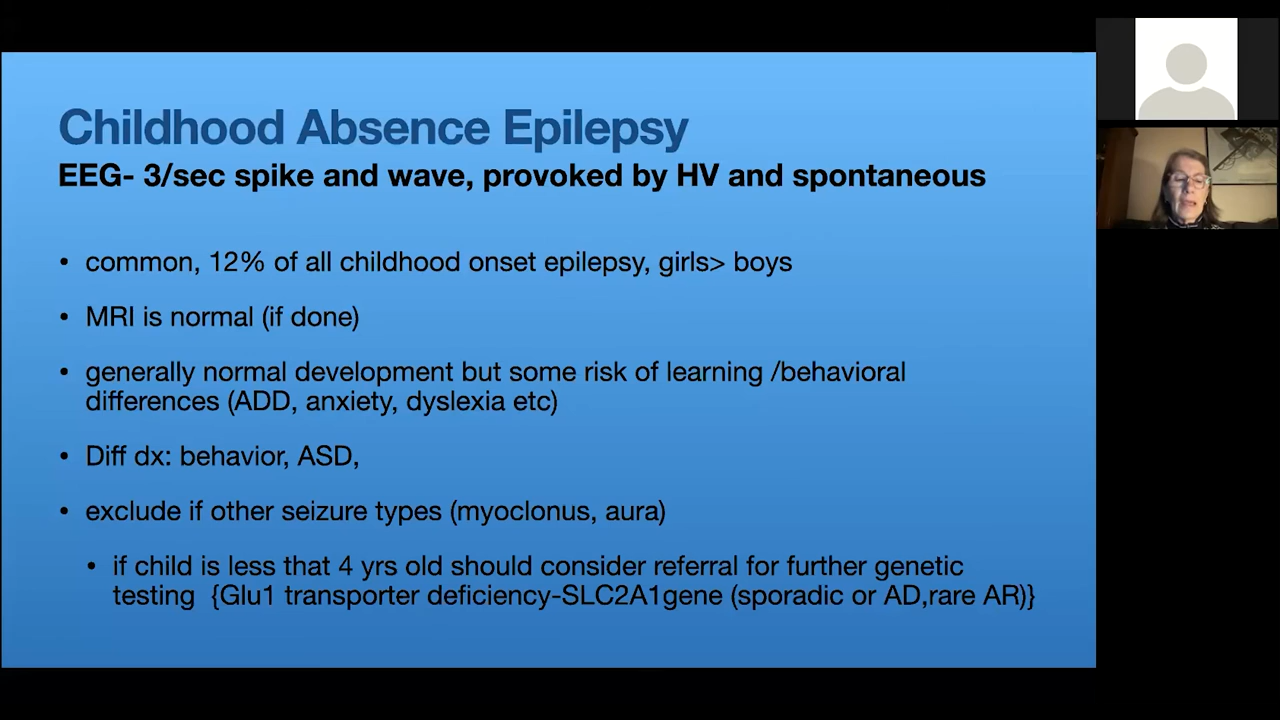 Childhood Absence Epilepsy
EEG- 3/sec spike and wave, provoked by HV and spontaneous
• common, 12% of all childhood onset epilepsy, girls> boys
• MRI is normal (if done)
• generally normal development but some risk of learning /behavioral
differences (ADD, anxiety, dyslexia etc)
• Diff dx: behavior, ASD,
• exclude if other seizure types (myoclonus, aura)
• if child is less that 4 yrs old should consider referral for further genetic
testing  {Glu1 transporter deficiency-SLC2A1gene (sporadic or AD,rare AR)}